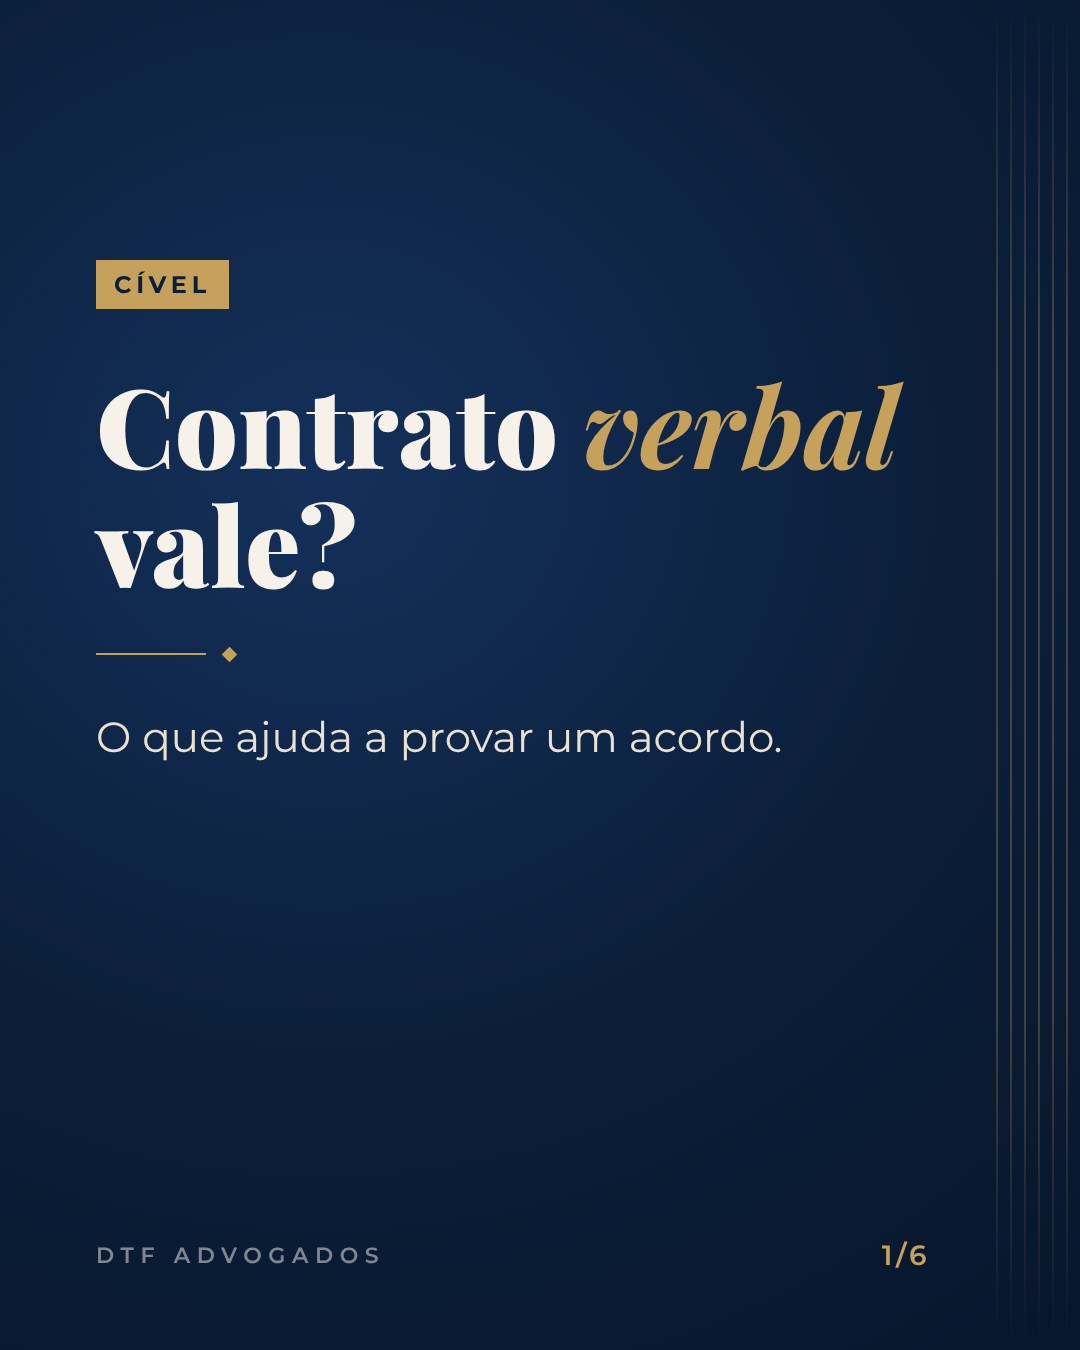 CÍVEL
Contrato verbal
vale?
O que ajuda a provar um acordo.
DTF ADVOGADOS
1/6